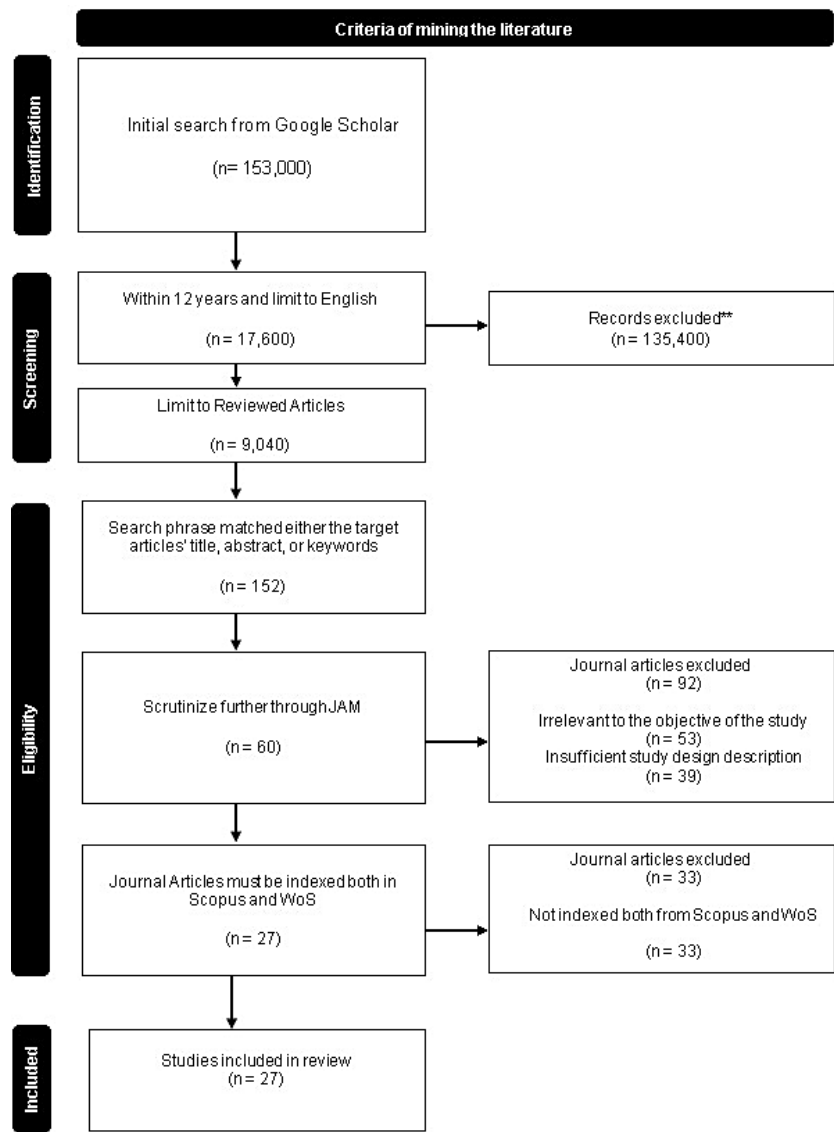 Criteria of mining the literature
Identification
Initial search from Google Scholar
(n= 153,000)
Screening
Within 12 years and limit to English
(n = 17,600)
Records excluded**
(n = 135,400)
Limit to Reviewed Articles
(n = 9,040)
Eligibility
Search phrase matched either the target
articles' title, abstract, or keywords
(n = 152)
Scrutinize further through JAM
(n = 60)
Journal articles excluded
(n = 92)
Irrelevant to the objective of the study
(n = 53)
Insufficient study design description
(n = 39)
Journal Articles must be indexed both in
Scopus and WoS
(n = 27)
Journal articles excluded
(n = 33)
Not indexed both from Scopus and WoS
(n = 33)
Included
Studies included in review
(n = 27)